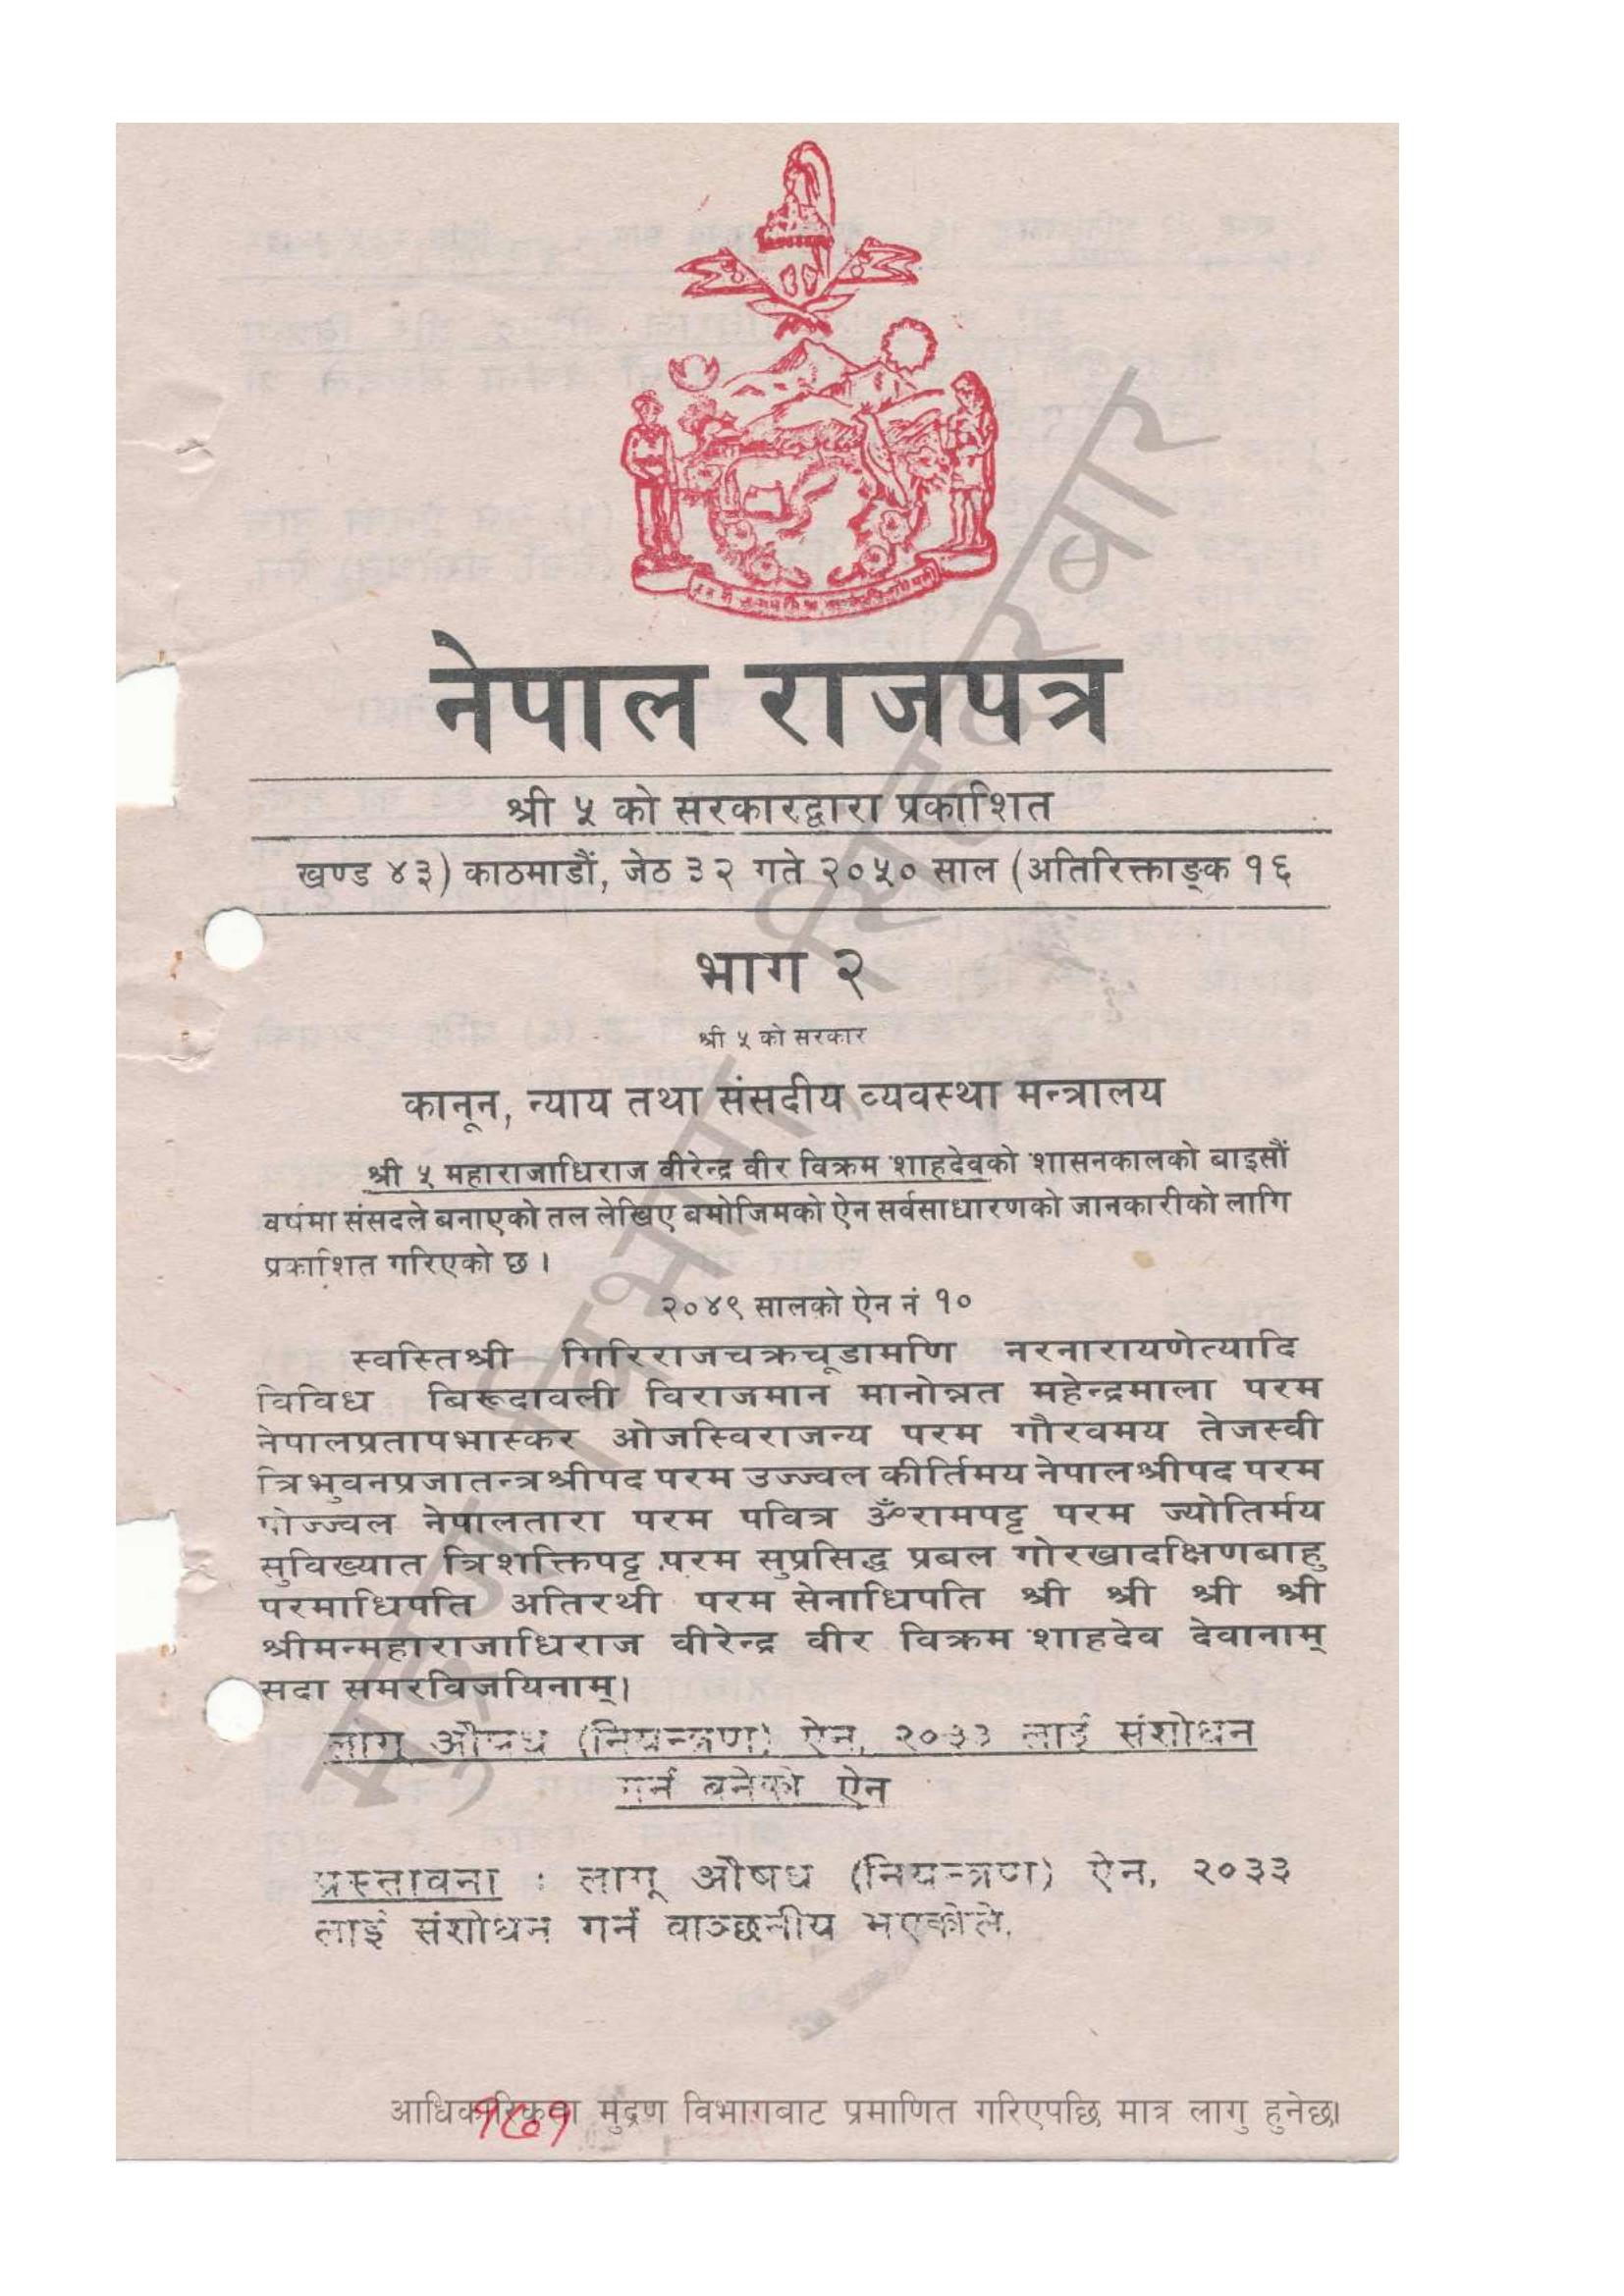 नेपाल राजपत्र
श्री ५ को सरकारद्वारा प्रकाशित
खण्ड ४३) काठमाडौं, जेठ ३२ गते २०५० साल (अतिरिक्ताङ्क १६
भाग २
श्री ५ को सरकार
कानून, न्याय तथा संसदीय व्यवस्था मन्त्रालय
श्री ५ महाराजाधिराज वीरेन्द्र वीर विक्रम शाहदेवको शासनकालको बाइसौं
वर्षमा संसदले बनाएको तल लेखिए बमोजिमको ऐन सर्वसाधारणको जानकारीको लागि
प्रकाशित गरिएको छ ।
२०४९ सालको ऐन नं १०
स्वस्तिश्री गिरिराजचक्रचूडामणि नरनारायणेत्यादि
विविध बिरूदावली विराजमान मानोन्नत महेन्द्रमाला परम
नेपालप्रतापभास्कर ओजस्विराजन्य परम गौरवमय तेजस्वी
त्रिभुवनप्रजातन्त्रश्रीपद परम उज्ज्वल कीर्तिमय नेपालश्रीपद परम
नेपालतारा परम पवित्र ॐरामपट्ट परम ज्योतिर्मय
सुविख्यात त्रिशक्तिपट्ट परम सुप्रसिद्ध प्रबल गोरखादक्षिणबाहु
परमाधिपति अतिरथी परम सेनाधिपति श्री श्री श्री श्री
श्रीमन्महाराजाधिराज वीरेन्द्र वीर विक्रम शाहदेव देवानाम्
सदा समरविजयिनाम्।
लागू औषध (नियन्त्रण) ऐन, २०३३ लाई संशोधन
गर्न बनेको ऐन
प्रस्तावना : लागू औषध (नियन्त्रण) ऐन, २०३३
लाई संशोधन गर्न वाञ्छनीय भएकोले,
मुद्रण विभाग, सिंहदरवार
आधिकारिकता मुद्रण विभागबाट प्रमाणित गरिएपछि मात्र लागु हुनेछ।